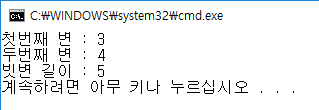 C:\WINDOWS\system32\cmd.exe
첫번째 변 : 3
두번째 변 : 4
빗변 길이 : 5
계속하려면 아무 키나 누르십시오 . . .